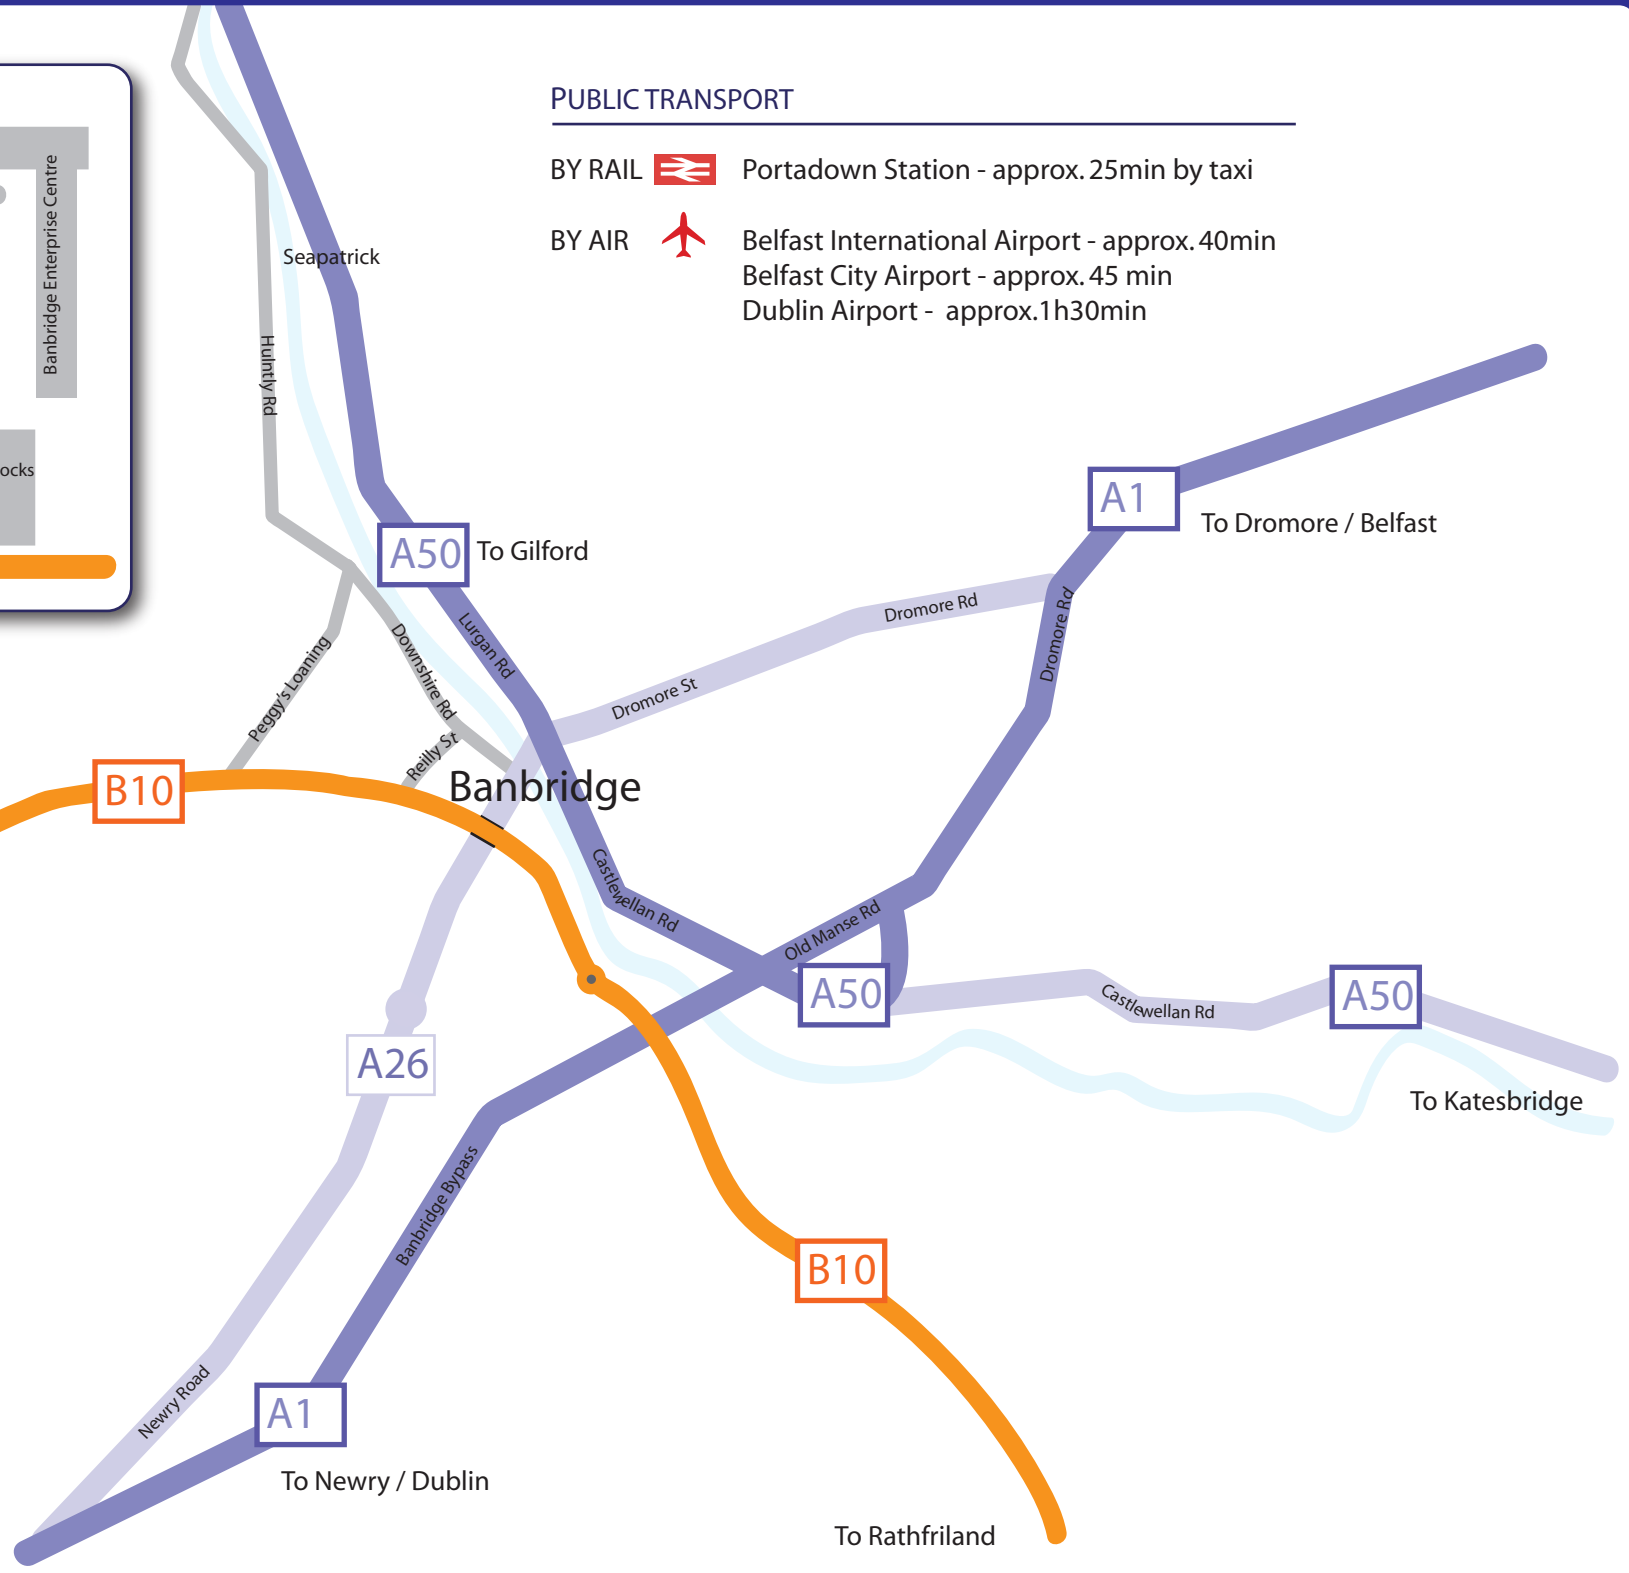 PUBLIC TRANSPORT
BY RAIL Portadown Station - approx. 25min by taxi
BY AIR Belfast International Airport - approx. 40min
Belfast City Airport - approx. 45 min
Dublin Airport - approx.1h30min
Banbridge Enterprise Centre
ocks
Seapatrick
Huntly Rd
A50 To Gilford
A1
To Dromore / Belfast
Lurgan Rd
Downshire Rd
Peggy's Loaning
Reilly St
Dromore St
Dromore Rd
Dromore Rd
B10
Banbridge
Castlewellan Rd
Old Manse Rd
A50
Castlewellan Rd
A50
To Katesbridge
A26
Banbridge Bypass
B10
Newry Road
A1
To Newry / Dublin
To Rathfriland